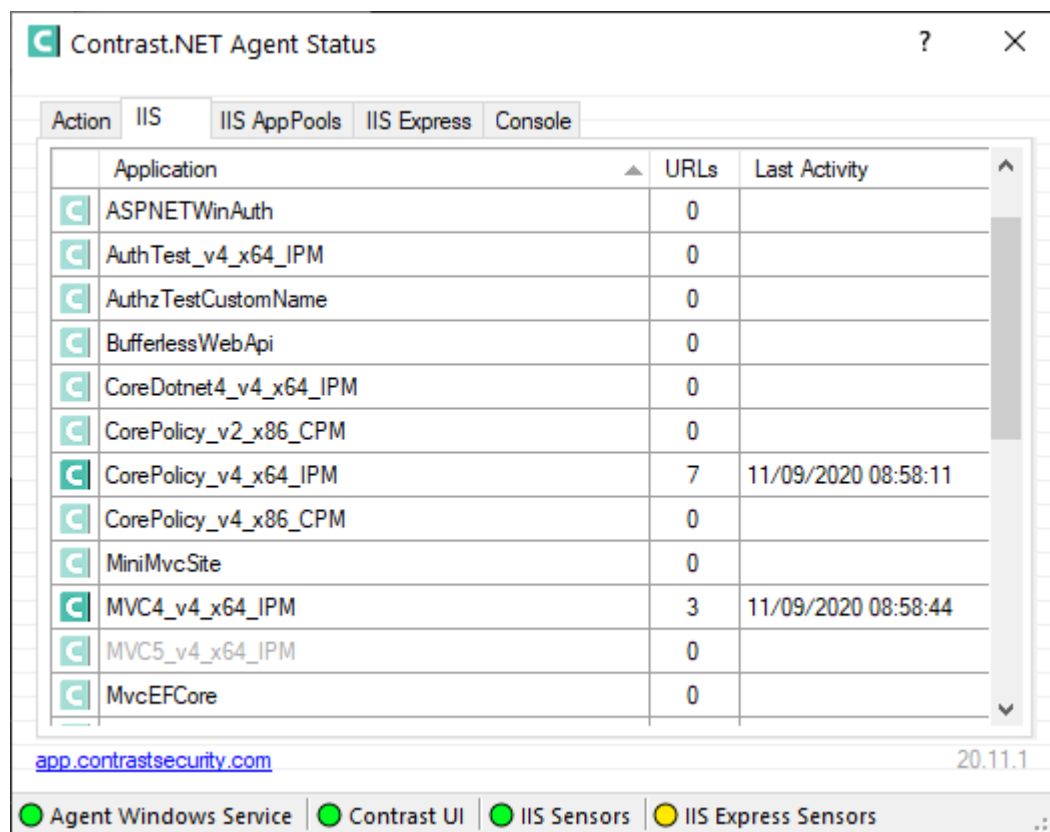 Contrast.NET Agent Status ?
Action IIS IIS AppPools IIS Express Console
Application URLs Last Activity
ASPNETWinAuth 0
AuthTest_v4_x64_IPM 0
AuthzTestCustomName 0
BufferlessWebApi 0
CoreDotnet4_v4_x64_IPM 0
CorePolicy_v2_x86_CPM 0
CorePolicy_v4_x64_IPM 7 11/09/2020 08:58:11
CorePolicy_v4_x86_CPM 0
MiniMvcSite 0
MVC4_v4_x64_IPM 3 11/09/2020 08:58:44
MVC5_v4_x64_IPM 0
MvcEFCore 0
app.contrastsecurity.com 20.11.1
Agent Windows Service Contrast UI IIS Sensors IIS Express Sensors